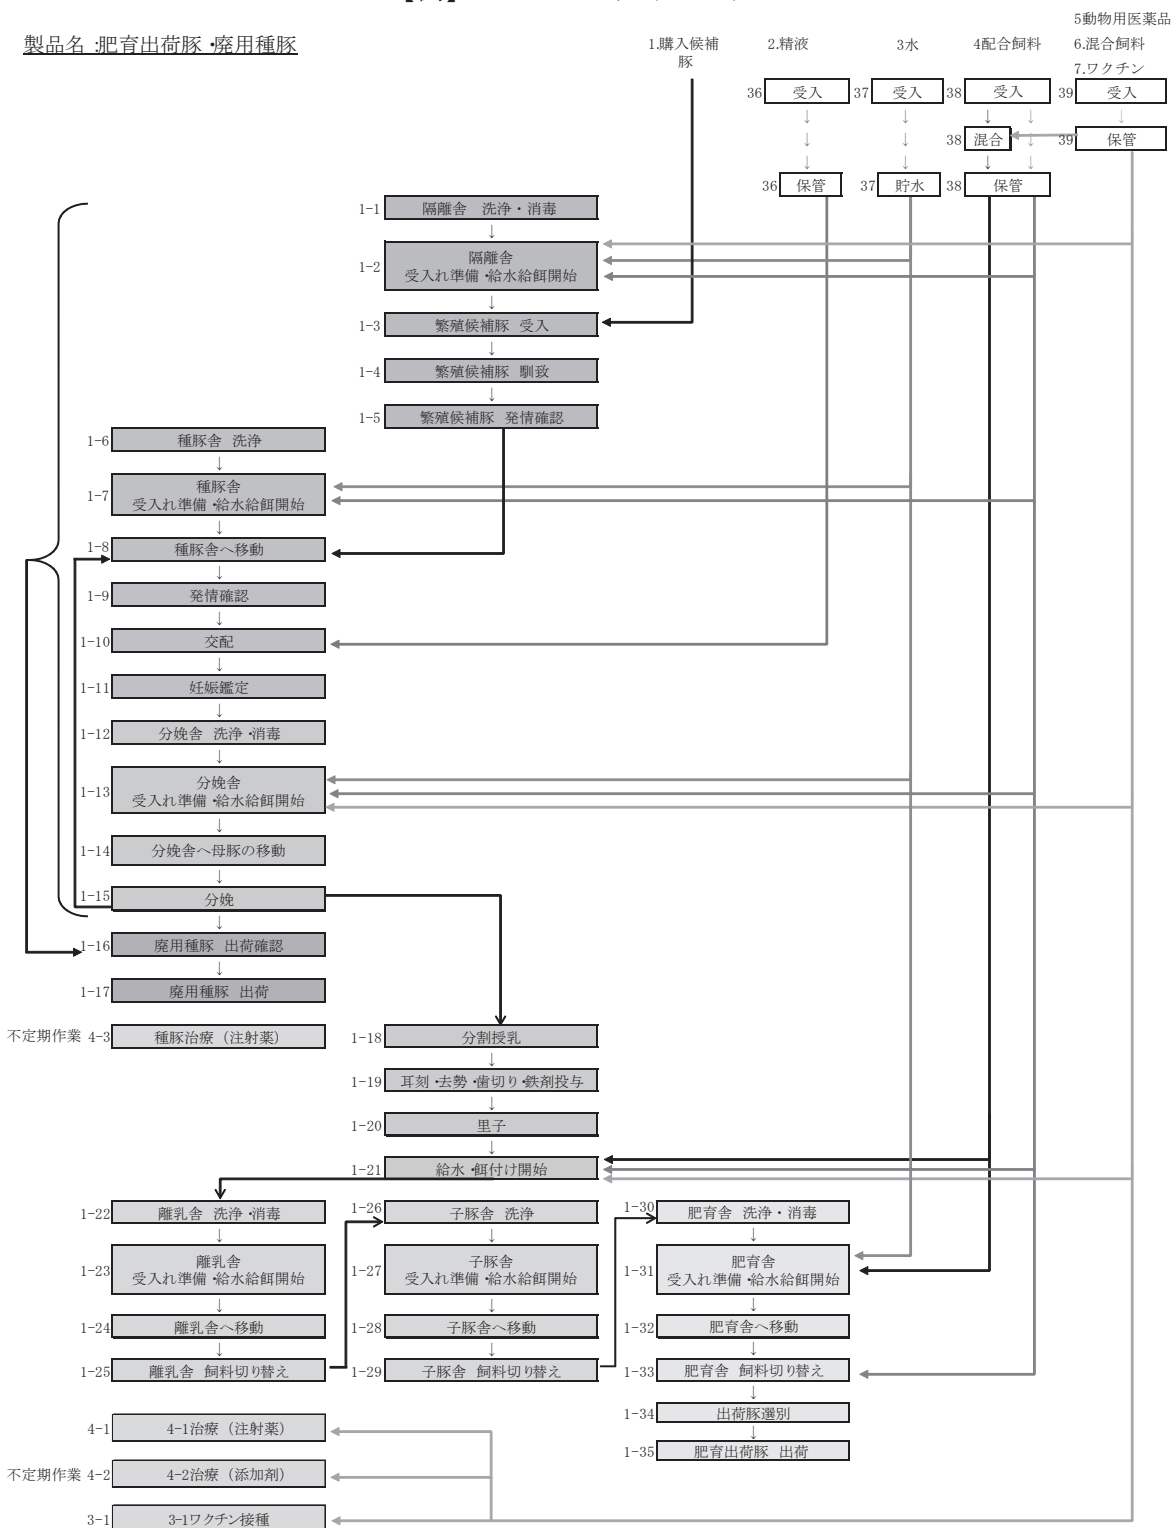 製品名:肥育出荷豚・廃用種豚
1.購入候補
豚
2.精液
3水
4配合飼料
5動物用医薬品
6.混合飼料
7.ワクチン
36 受入
37 受入
38 受入
39 受入
38 混合
39 保管
36 保管
37 貯水
38 保管
1-1 隔離舎 洗浄・消毒
1-2 隔離舎
受入れ準備・給水給餌開始
1-3 繁殖候補豚 受入
1-4 繁殖候補豚 馴致
1-5 繁殖候補豚 発情確認
1-6 種豚舎 洗浄
1-7 種豚舎
受入れ準備・給水給餌開始
1-8 種豚舎へ移動
1-9 発情確認
1-10 交配
1-11 妊娠鑑定
1-12 分娩舎 洗浄・消毒
1-13 分娩舎
受入れ準備・給水給餌開始
1-14 分娩舎へ母豚の移動
1-15 分娩
1-16 廃用種豚 出荷確認
1-17 廃用種豚 出荷
不定期作業 4-3 種豚治療（注射薬）
1-18 分割授乳
1-19 耳刻・去勢・歯切り・鉄剤投与
1-20 里子
1-21 給水・餌付け開始
1-22 離乳舎 洗浄・消毒
1-23 離乳舎
受入れ準備・給水給餌開始
1-24 離乳舎へ移動
1-25 離乳舎 飼料切り替え
1-26 子豚舎 洗浄
1-27 子豚舎
受入れ準備・給水給餌開始
1-28 子豚舎へ移動
1-29 子豚舎 飼料切り替え
1-30 肥育舎 洗浄・消毒
1-31 肥育舎
受入れ準備・給水給餌開始
1-32 肥育舎へ移動
1-33 肥育舎 飼料切り替え
1-34 出荷豚選別
1-35 肥育出荷豚 出荷
4-1 4-1治療（注射薬）
不定期作業 4-2 4-2治療（添加剤）
3-1 3-1ワクチン接種